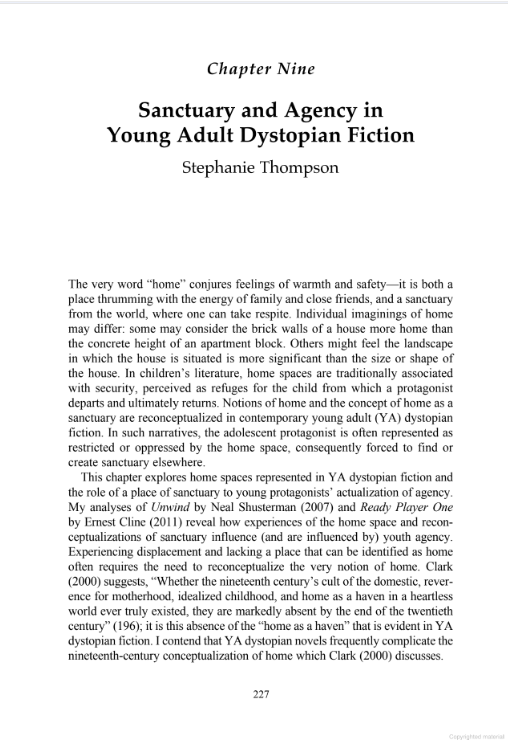 Chapter Nine
Sanctuary and Agency in
Young Adult Dystopian Fiction
Stephanie Thompson
The very word “home” conjures feelings of warmth and safety—it is both a
place thrumming with the energy of family and close friends, and a sanctuary
from the world, where one can take respite. Individual imaginings of home
may differ: some may consider the brick walls of a house more home than
the concrete height of an apartment block. Others might feel the landscape
in which the house is situated is more significant than the size or shape of
the house. In children’s literature, home spaces are traditionally associated
with security, perceived as refuges for the child from which a protagonist
departs and ultimately returns. Notions of home and the concept of home as a
sanctuary are reconceptualized in contemporary young adult (YA) dystopian
fiction. In such narratives, the adolescent protagonist is often represented as
restricted or oppressed by the home space, consequently forced to find or
create sanctuary elsewhere.
This chapter explores home spaces represented in YA dystopian fiction and
the role of a place of sanctuary to young protagonists’ actualization of agency.
My analyses of Unwind by Neal Shusterman (2007) and Ready Player One
by Ernest Cline (2011) reveal how experiences of the home space and recon-
ceptualizations of sanctuary influence (and are influenced by) youth agency.
Experiencing displacement and lacking a place that can be identified as home
often requires the need to reconceptualize the very notion of home. Clark
(2000) suggests, “Whether the nineteenth century’s cult of the domestic, rever-
ence for motherhood, idealized childhood, and home as a haven in a heartless
world ever truly existed, they are markedly absent by the end of the twentieth
century” (196); it is this absence of the “home as a haven” that is evident in YA
dystopian fiction. I contend that YA dystopian novels frequently complicate the
nineteenth-century conceptualization of home which Clark (2000) discusses.
227
Copyrighted material